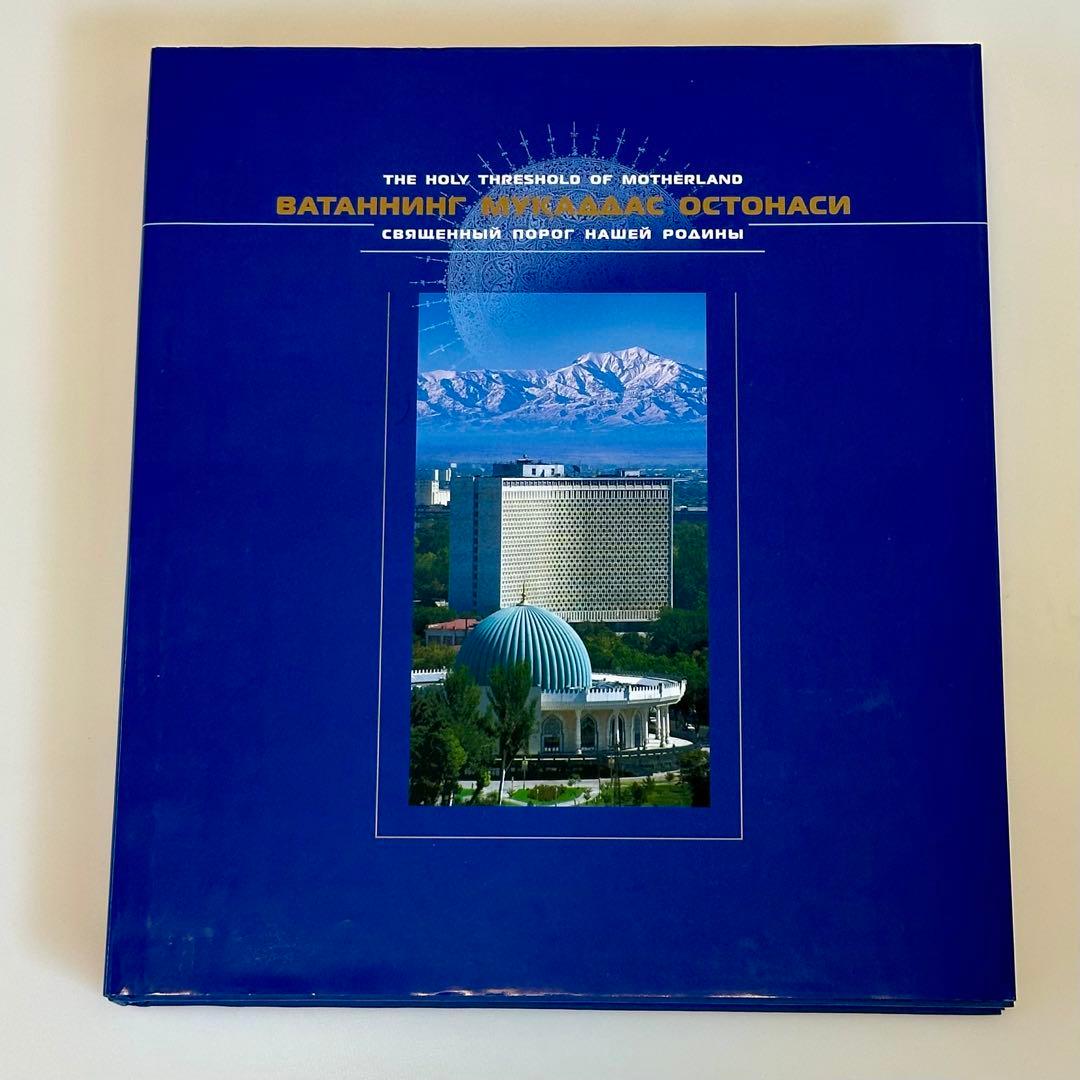 THE HOLY THRESHOLD OF MOTHERLAND
ВАТАННИНГ МУҚАДДАС ОСТОНАСИ
СВЯЩЕННЫЙ ПОРОГ НАШЕЙ РОДИНЫ